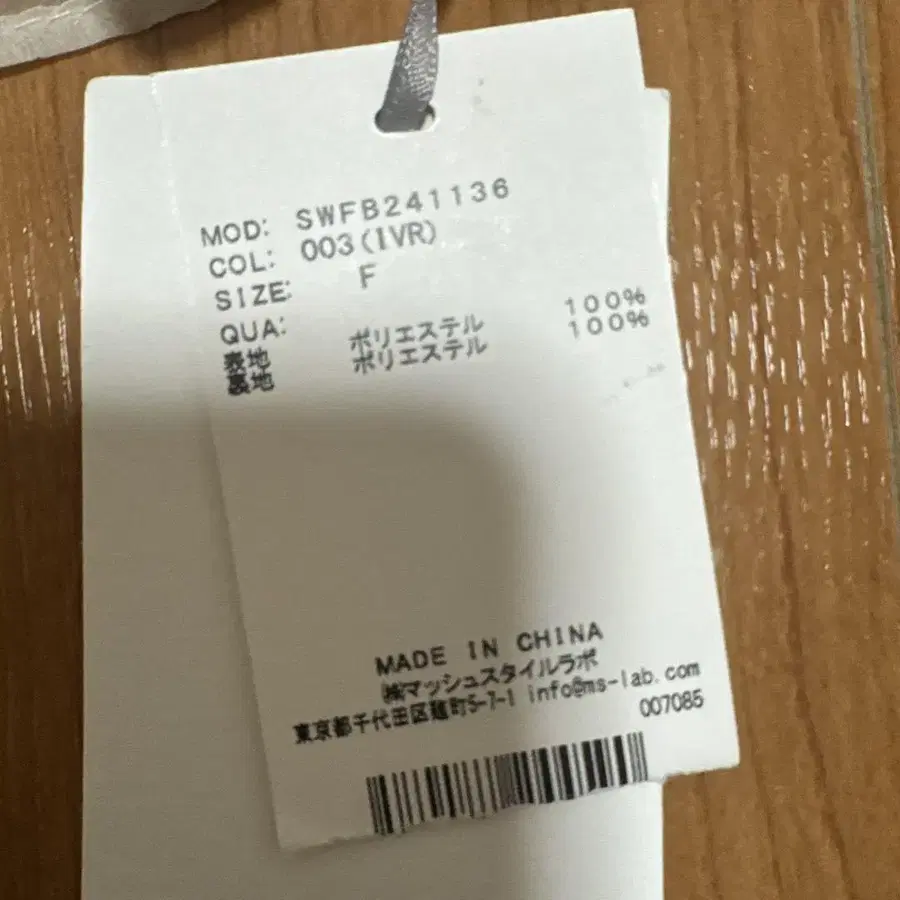 MOD: SWFB241136
COL: 003(IVR)
SIZE: F
QUA:
表地 ポリエステル 100%
裏地 ポリエステル 100%
MADE IN CHINA
㈱マッシュスタイルラボ
東京都千代田区麹町5-7-1 info@ms-lab.com
007085